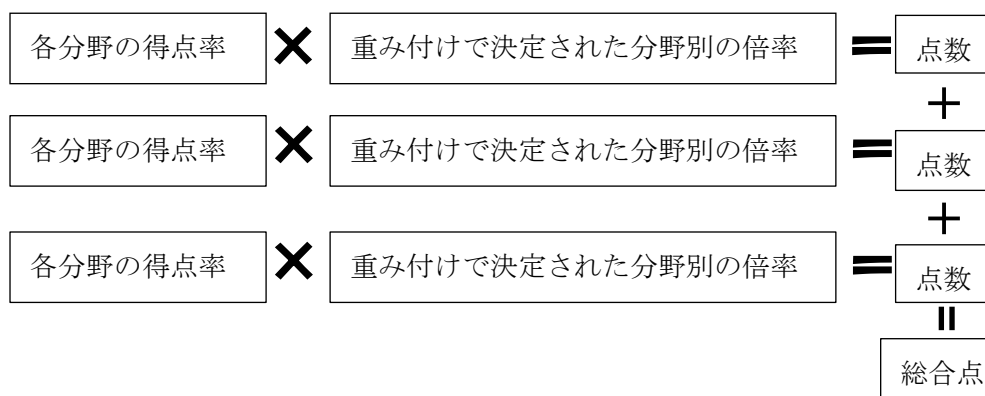 各分野の得点率 × 重み付けで決定された分野別の倍率 = 点数
+
各分野の得点率 × 重み付けで決定された分野別の倍率 = 点数
+
各分野の得点率 × 重み付けで決定された分野別の倍率 = 点数
=
総合点